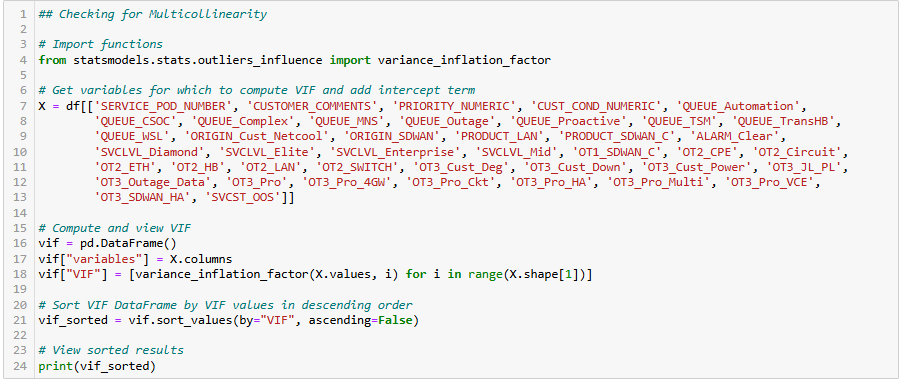 1 ## Checking for Multicollinearity
2
3 # Import functions
4 from statsmodels.stats.outliers_influence import variance_inflation_factor
5
6 # Get variables for which to compute VIF and add intercept term
7 X = df[['SERVICE_POD_NUMBER', 'CUSTOMER_COMMENTS', 'PRIORITY_NUMERIC', 'CUST_COND_NUMERIC', 'QUEUE_Automation',
8 'QUEUE_CSOC', 'QUEUE_Complex', 'QUEUE_MNS', 'QUEUE_Outage', 'QUEUE_Proactive', 'QUEUE_TSM', 'QUEUE_TransHB',
9 'QUEUE_WSL', 'ORIGIN_Cust_Netcool', 'ORIGIN_SDWAN', 'PRODUCT_LAN', 'PRODUCT_SDWAN_C', 'ALARM_Clear',
10 'SVCLVL_Diamond', 'SVCLVL_Elite', 'SVCLVL_Enterprise', 'SVCLVL_Mid', 'OT1_SDWAN_C', 'OT2_CPE', 'OT2_Circuit',
11 'OT2_ETH', 'OT2_HB', 'OT2_LAN', 'OT2_SWITCH', 'OT3_Cust_Deg', 'OT3_Cust_Down', 'OT3_Cust_Power', 'OT3_JL_PL',
12 'OT3_Outage_Data', 'OT3_Pro', 'OT3_Pro_4GW', 'OT3_Pro_Ckt', 'OT3_Pro_HA', 'OT3_Pro_Multi', 'OT3_Pro_VCE',
13 'OT3_SDWAN_HA', 'SVCST_OOS']]
14
15 # Compute and view VIF
16 vif = pd.DataFrame()
17 vif["variables"] = X.columns
18 vif["VIF"] = [variance_inflation_factor(X.values, i) for i in range(X.shape[1])]
19
20 # Sort VIF DataFrame by VIF values in descending order
21 vif_sorted = vif.sort_values(by="VIF", ascending=False)
22
23 # View sorted results
24 print(vif_sorted)